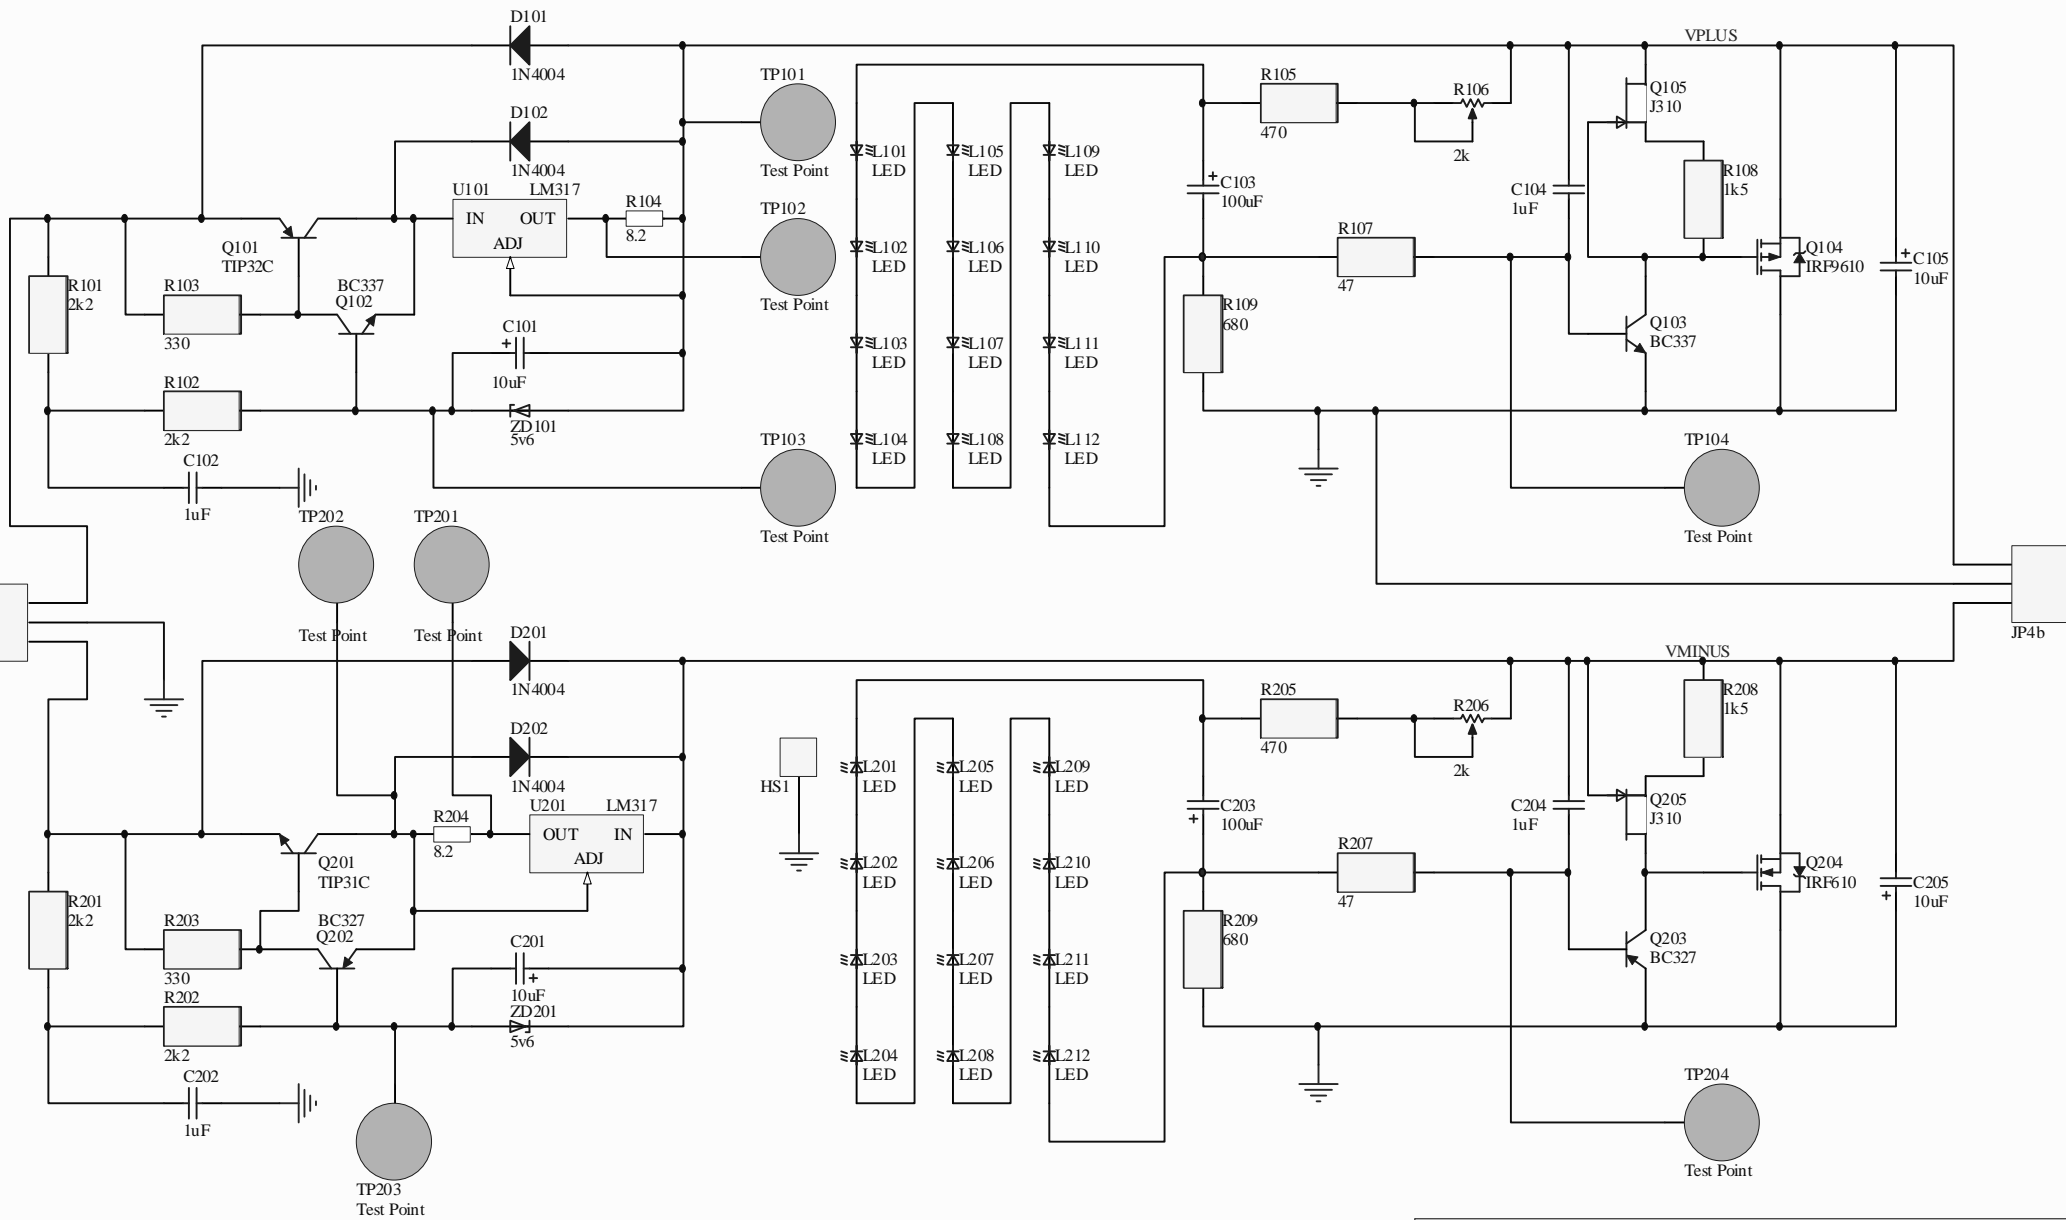 D101
1N4004
D102
1N4004
U101 LM317
IN OUT
ADJ
R104
8.2
Q101
TIP32C
R101
2k2
R103
330
BC337
Q102
C101
+
10uF
R102
2k2
ZD101
5v6
C102
1uF
TP101
Test Point
TP102
Test Point
TP103
Test Point
L101
LED
L105
LED
L109
LED
L102
LED
L106
LED
L110
LED
L103
LED
L107
LED
L111
LED
L104
LED
L108
LED
L112
LED
R105
470
R106
2k
+
C103
100uF
R107
47
R109
680
C104
1uF
VPLUS
Q105
J310
R108
1k5
Q104
IRF9610
+
C105
10uF
Q103
BC337
TP104
Test Point
JP4b
TP202
Test Point
TP201
Test Point
D201
1N4004
D202
1N4004
U201 LM317
OUT IN
ADJ
R204
8.2
Q201
TIP31C
R201
2k2
R203
330
BC327
Q202
C201
+
10uF
R202
2k2
ZD201
5v6
C202
1uF
TP203
Test Point
HS1
L201
LED
L205
LED
L209
LED
L202
LED
L206
LED
L210
LED
L203
LED
L207
LED
L211
LED
L204
LED
L208
LED
L212
LED
R205
470
R206
2k
C203
100uF
+
R207
47
R209
680
C204
1uF
VMINUS
R208
1k5
Q205
J310
Q204
IRF610
C205
10uF
+
Q203
BC327
TP204
Test Point